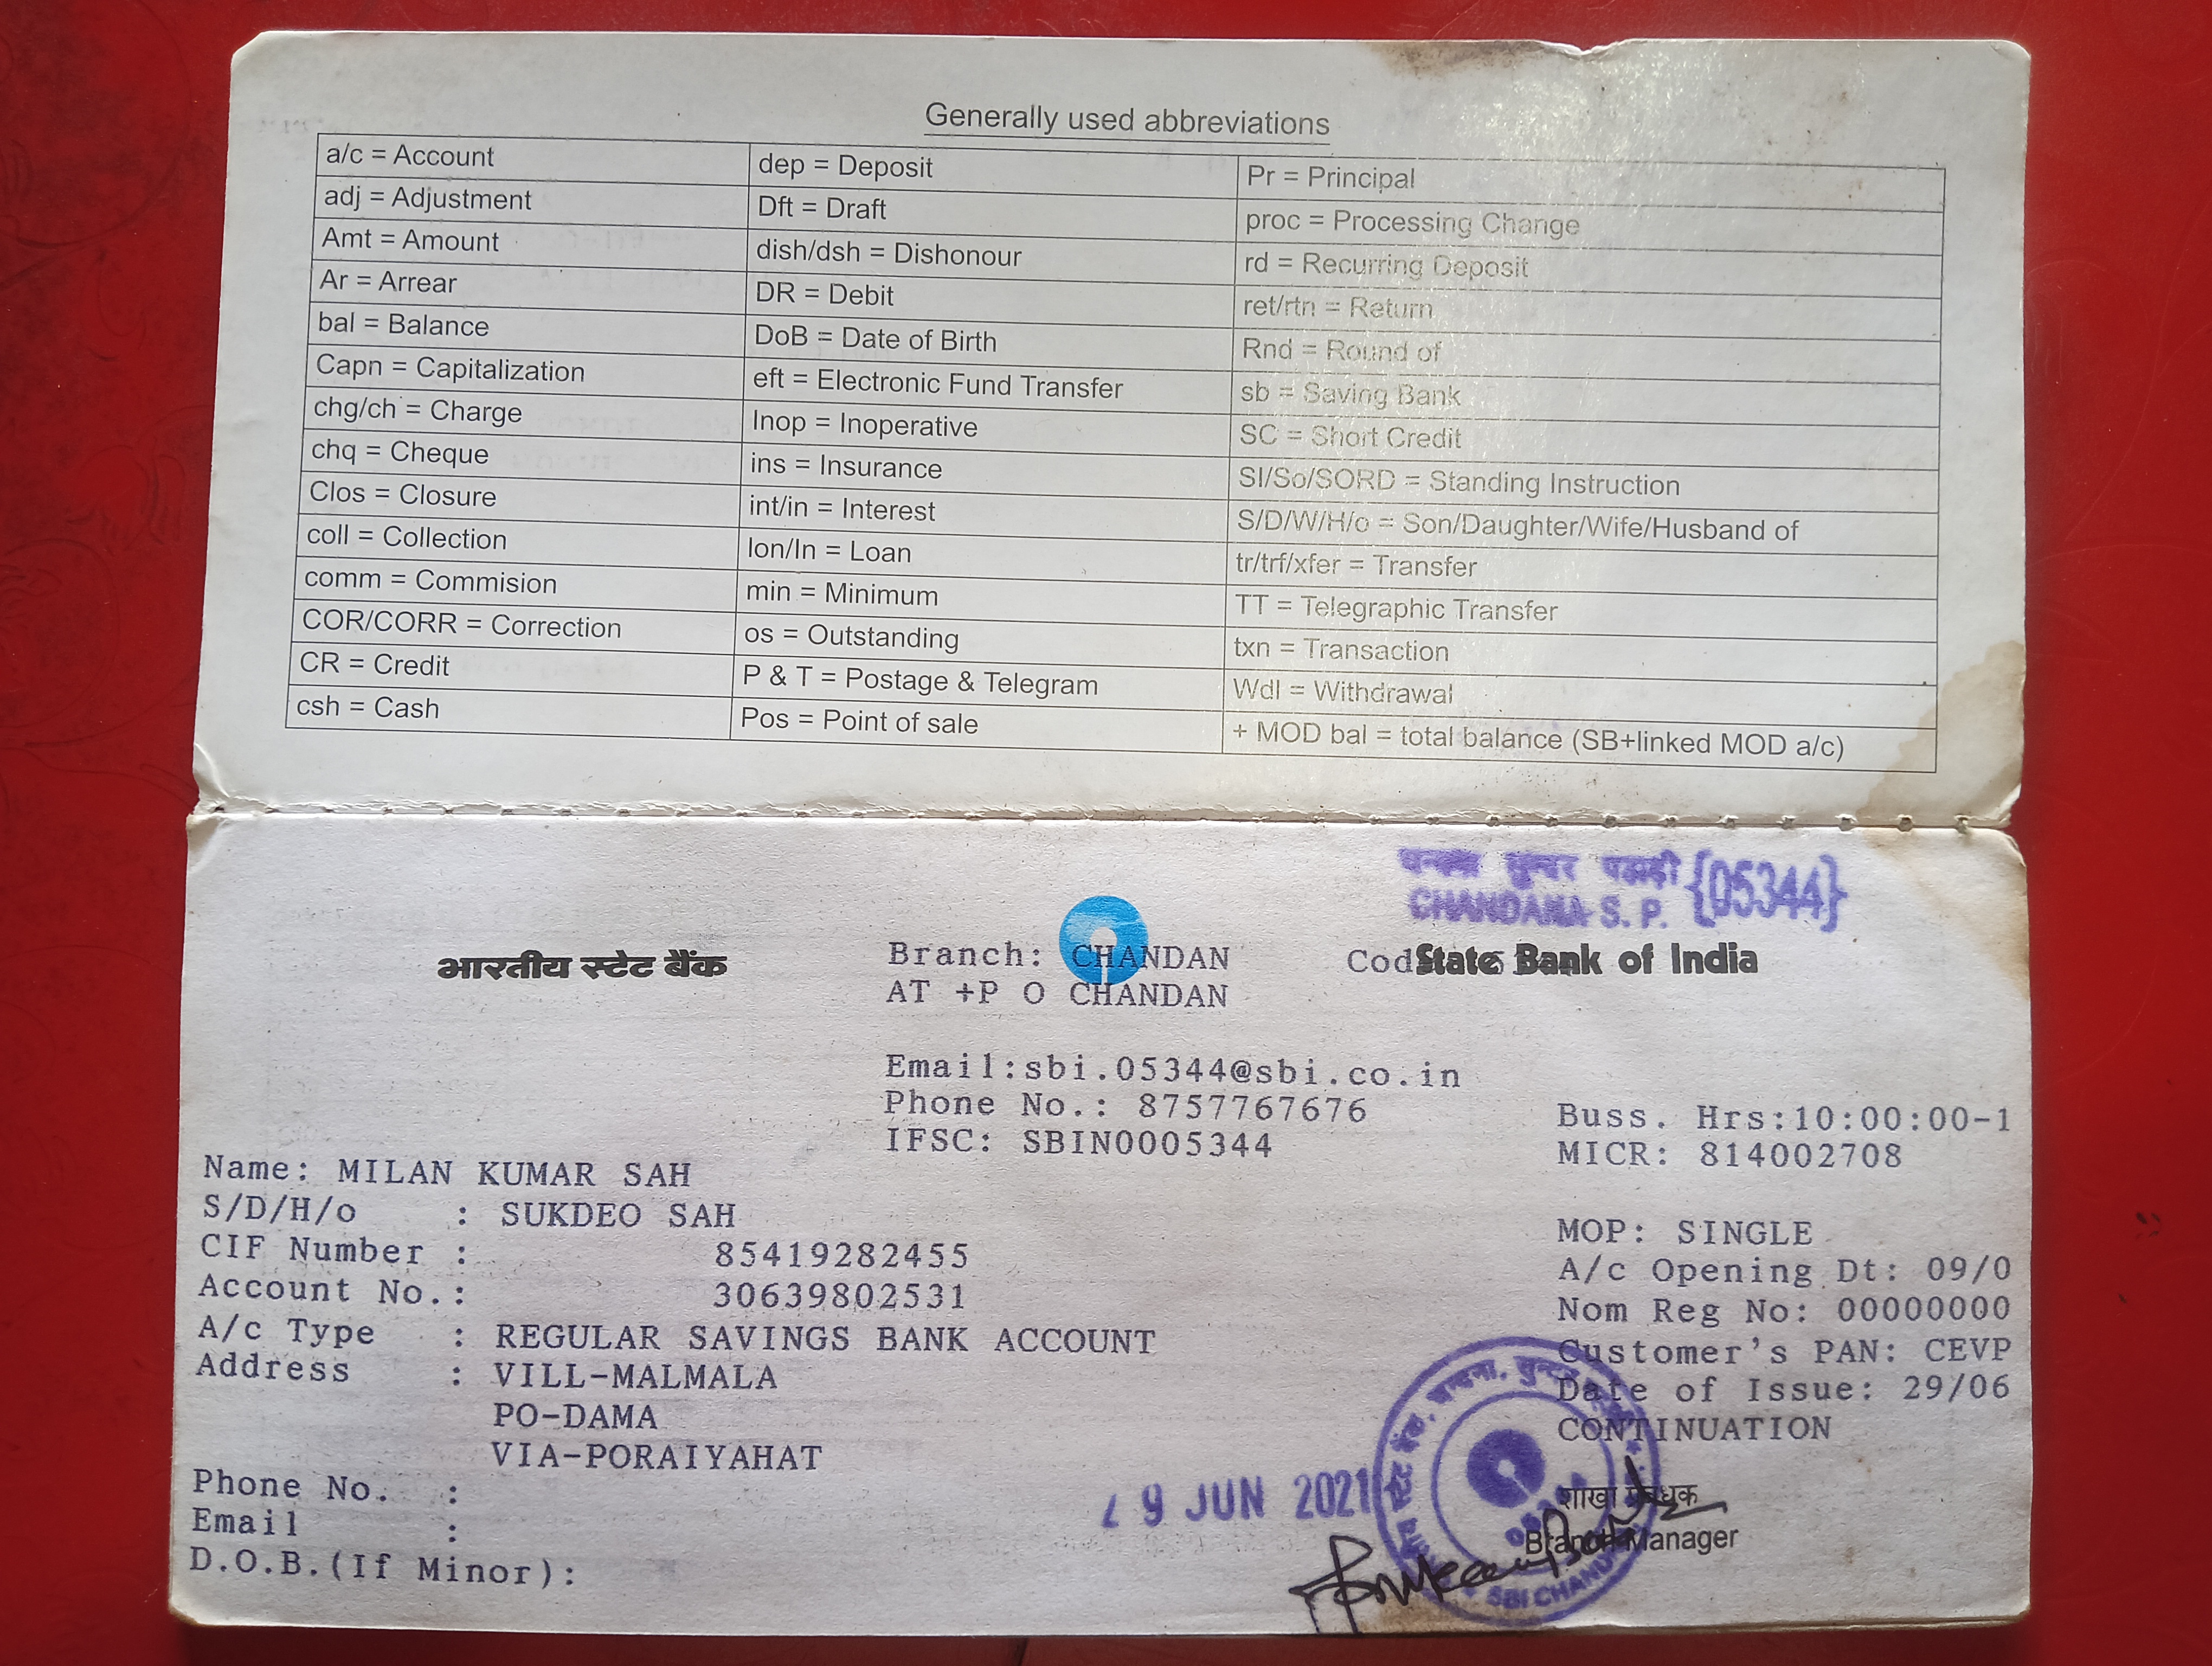 Generally used abbreviations
a/c = Account
adj = Adjustment
Amt = Amount
Ar = Arrear
bal = Balance
Capn = Capitalization
chg/ch = Charge
chq = Cheque
Clos = Closure
coll = Collection
comm = Commision
COR/CORR = Correction
CR = Credit
csh = Cash
dep = Deposit
Dft = Draft
dish/dsh = Dishonour
DR = Debit
DoB = Date of Birth
eft = Electronic Fund Transfer
Inop = Inoperative
ins = Insurance
int/in = Interest
lon/ln = Loan
min = Minimum
os = Outstanding
P & T = Postage & Telegram
Pos = Point of sale
Pr = Principal
proc = Processing Change
rd = Recurring Deposit
ret/rtn = Return
Rnd = Round of
sb = Saving Bank
SC = Short Credit
SI/So/SORD = Standing Instruction
S/D/W/H/o = Son/Daughter/Wife/Husband of
tr/trf/xfer = Transfer
TT = Telegraphic Transfer
txn = Transaction
Wdl = Withdrawal
+ MOD bal = total balance (SB+linked MOD a/c)
{05344}
CHANDANA S. P.
भारतीय स्टेट बैंक
State Bank of India
Branch: CHANDAN
AT +P O CHANDAN
Email:sbi.05344@sbi.co.in
Phone No.: 8757767676
IFSC: SBIN0005344
Buss. Hrs:10:00:00-1
MICR: 814002708
Name: MILAN KUMAR SAH
S/D/H/o : SUKDEO SAH
CIF Number : 85419282455
Account No.: 30639802531
A/c Type : REGULAR SAVINGS BANK ACCOUNT
Address : VILL-MALMALA
PO-DAMA
VIA-PORAIYAHAT
Phone No. :
Email :
D.O.B.(If Minor):
MOP: SINGLE
A/c Opening Dt: 09/0
Nom Reg No: 00000000
Customer's PAN: CEVP
Date of Issue: 29/06
CONTINUATION
9 JUN 2021
शाखा प्रबंधक
Branch Manager
SBI CHANDANA